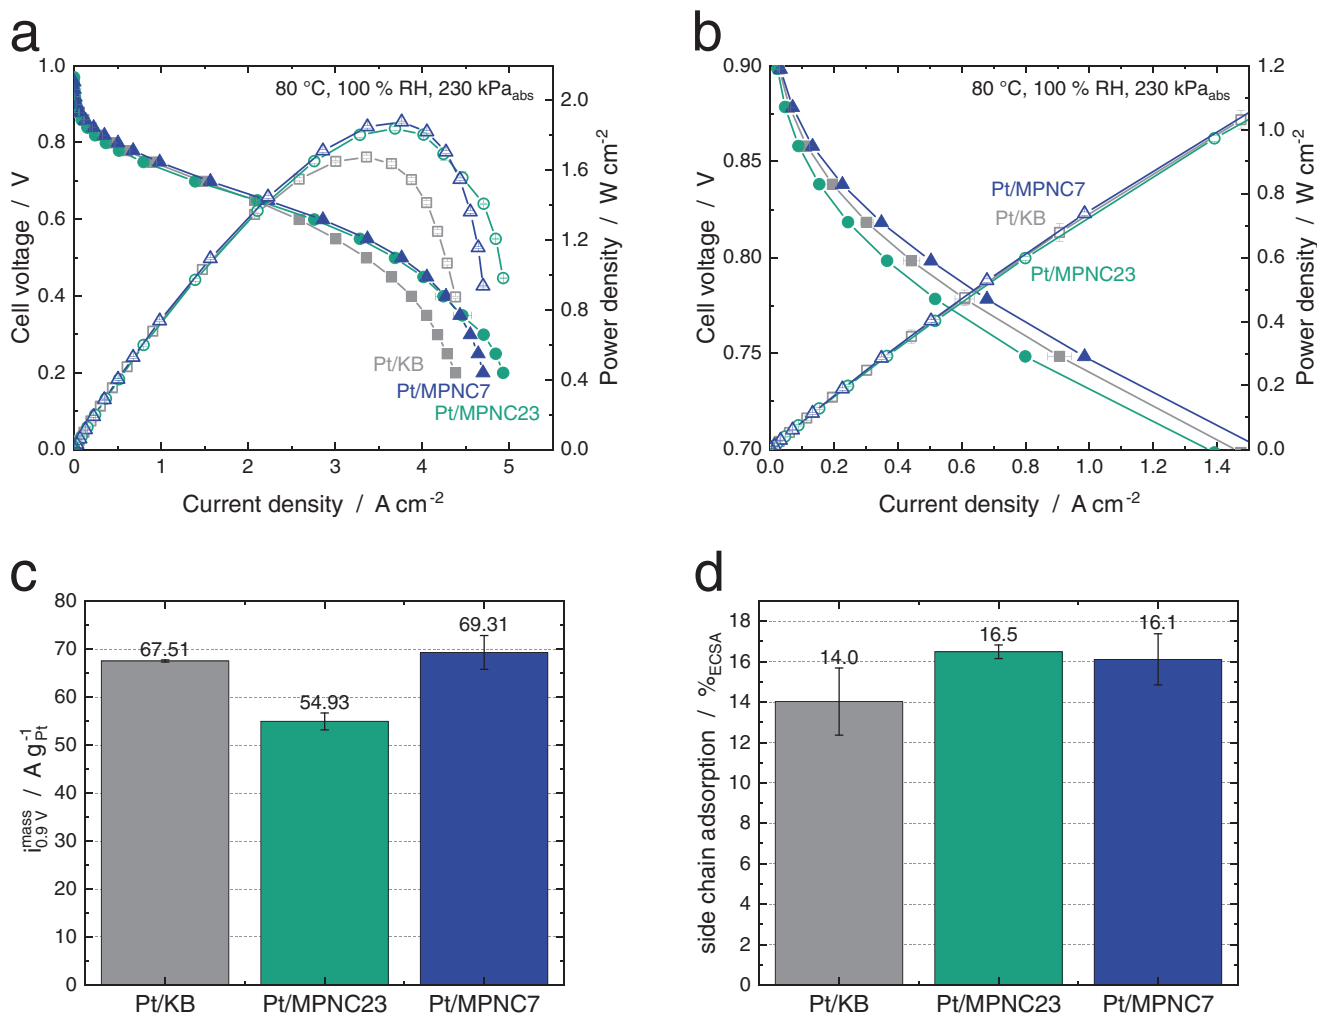 a
80 °C, 100 % RH, 230 kPaabs
1.0
0.8
0.6
0.4
0.2
0.0
Cell voltage / V
2.0
1.6
1.2
0.8
0.4
0.0
Power density / W cm-2
Pt/KB
Pt/MPNC7
Pt/MPNC23
0
1
2
3
4
5
Current density / A cm-2
b
80 °C, 100 % RH, 230 kPaabs
0.90
0.85
0.80
0.75
0.70
Cell voltage / V
1.2
1.0
0.8
0.6
0.4
0.2
0.0
Power density / W cm-2
Pt/MPNC7
Pt/KB
Pt/MPNC23
0.0
0.2
0.4
0.6
0.8
1.0
1.2
1.4
Current density / A cm-2
c
80
70
60
50
40
30
20
10
0
i mass 0.9 V / A g-1 Pt
67.51
54.93
69.31
Pt/KB
Pt/MPNC23
Pt/MPNC7
d
18
16
14
12
10
8
6
4
2
0
side chain adsorption / %ECSA
14.0
16.5
16.1
Pt/KB
Pt/MPNC23
Pt/MPNC7